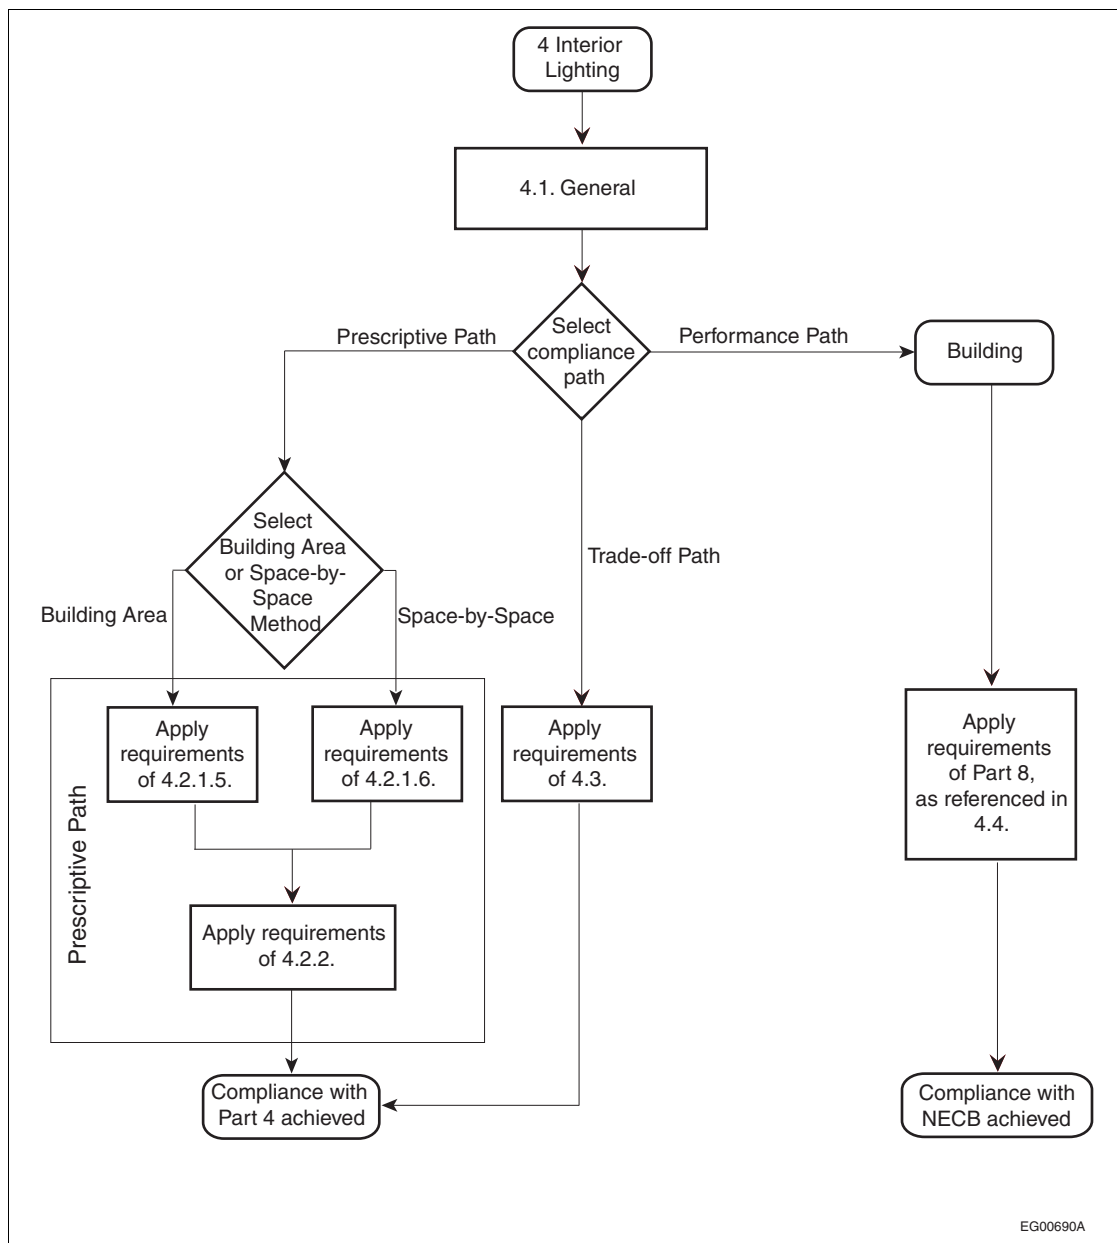 4 Interior
Lighting
4.1. General
Select
compliance
path
Prescriptive Path
Performance Path
Building
Select
Building Area
or Space-by-
Space
Method
Trade-off Path
Building Area
Space-by-Space
Apply
requirements
of 4.2.1.5.
Apply
requirements
of 4.2.1.6.
Apply
requirements
of 4.3.
Apply
requirements
of Part 8,
as referenced in
4.4.
Prescriptive Path
Apply requirements
of 4.2.2.
Compliance with
Part 4 achieved
Compliance with
NECB achieved
EG00690A